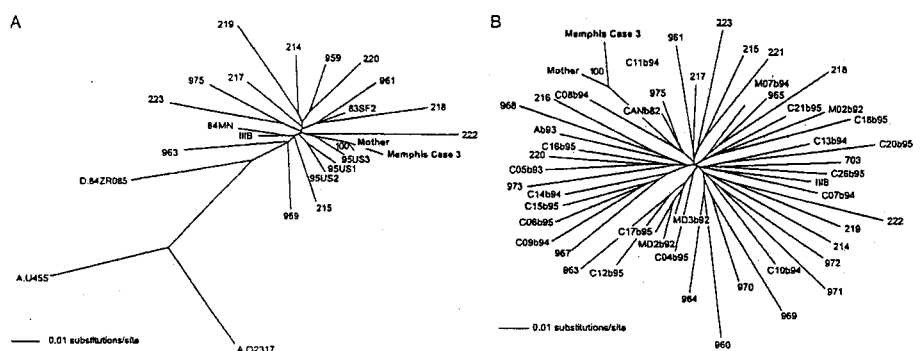 A
219
214
959
220
975
217
961
223
83SF2
218
84MN
IIIB
222
Mother
100
Memphis Case 3
963
95US3
95US1
95US2
D.84ZR085
969
215
A.U455
0.01 substitutions/site
A.Q2317
B
223
Memphis Case 3
961
C11b94
215
221
Mother
100
217
M07b94
218
C08b94
975
965
216
CANb82
C21b95
M02b92
968
C18b95
Ab93
C13b94
C20b95
C16b95
220
703
C05b93
C26b95
973
IIIB
C14b94
C07b94
C15b95
222
C06b95
MD3b92
219
C17b95
214
C09b94
MD2b92
967
C04b95
972
963
C10b94
C12b95
970
971
964
969
0.01 substitutions/site
960